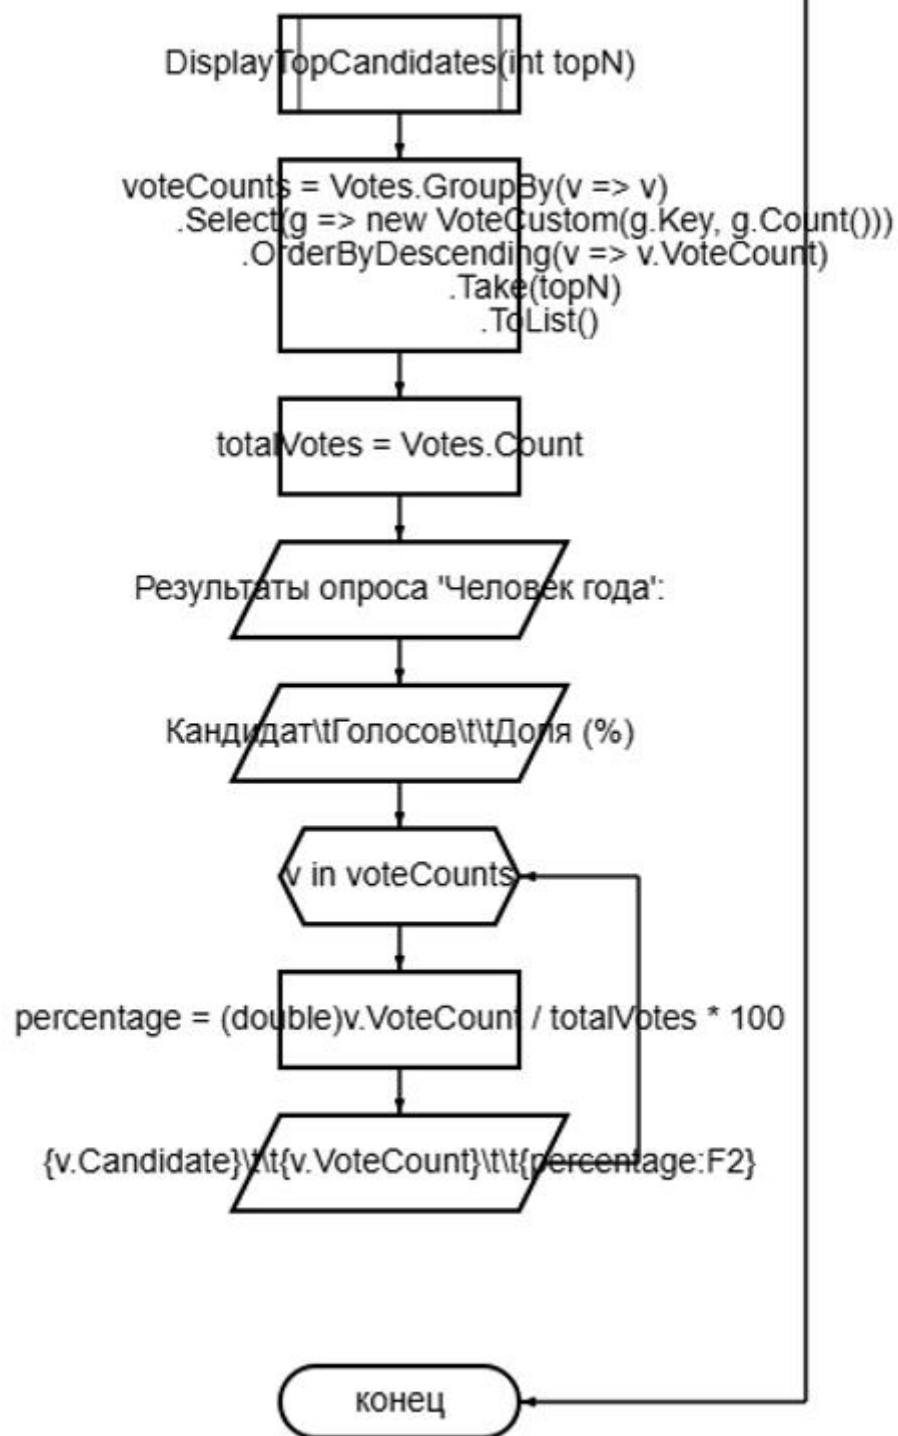 DisplayTopCandidates(int topN)
voteCounts = Votes.GroupBy(v => v)
.Select(g => new VoteCustom(g.Key, g.Count()))
.OrderByDescending(v => v.VoteCount)
.Take(topN)
.ToList()
totalVotes = Votes.Count
Результаты опроса 'Человек года':
Кандидат\tГолосов\t\tДоля (%)
v in voteCounts
percentage = (double)v.VoteCount / totalVotes * 100
{v.Candidate}\t\t{v.VoteCount}\t\t{percentage:F2}
конец